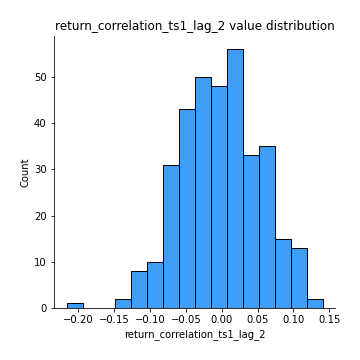 return_correlation_ts1_lag_2 value distribution
Count
50
40
30
20
10
0
−0.20 −0.15 −0.10 −0.05 0.00 0.05 0.10 0.15
return_correlation_ts1_lag_2